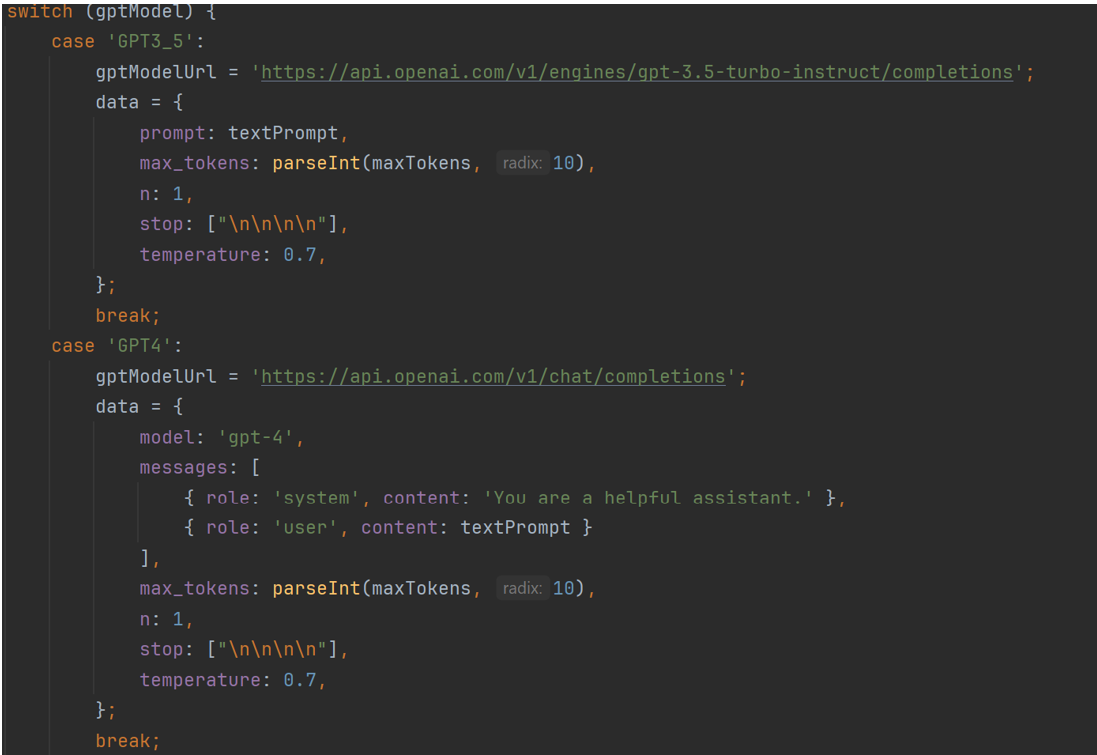 switch (gptModel) {
case 'GPT3_5':
gptModelUrl = 'https://api.openai.com/v1/engines/gpt-3.5-turbo-instruct/completions';
data = {
prompt: textPrompt,
max_tokens: parseInt(maxTokens, radix: 10),
n: 1,
stop: ["\n\n\n\n"],
temperature: 0.7,
};
break;
case 'GPT4':
gptModelUrl = 'https://api.openai.com/v1/chat/completions';
data = {
model: 'gpt-4',
messages: [
{ role: 'system', content: 'You are a helpful assistant.' },
{ role: 'user', content: textPrompt }
],
max_tokens: parseInt(maxTokens, radix: 10),
n: 1,
stop: ["\n\n\n\n"],
temperature: 0.7,
};
break;